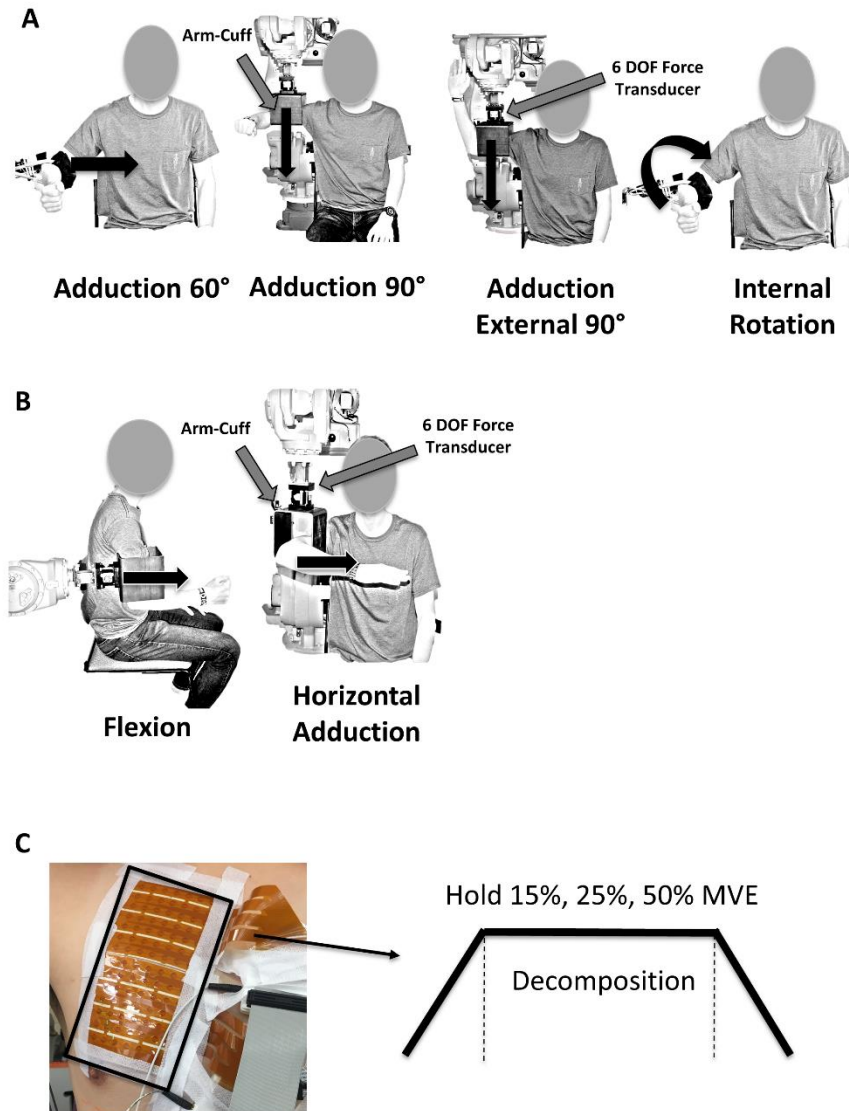 A
Arm-Cuff
6 DOF Force
Transducer
Adduction 60°
Adduction 90°
Adduction
External 90°
Internal
Rotation
B
Arm-Cuff
6 DOF Force
Transducer
Flexion
Horizontal
Adduction
C
Hold 15%, 25%, 50% MVE
Decomposition